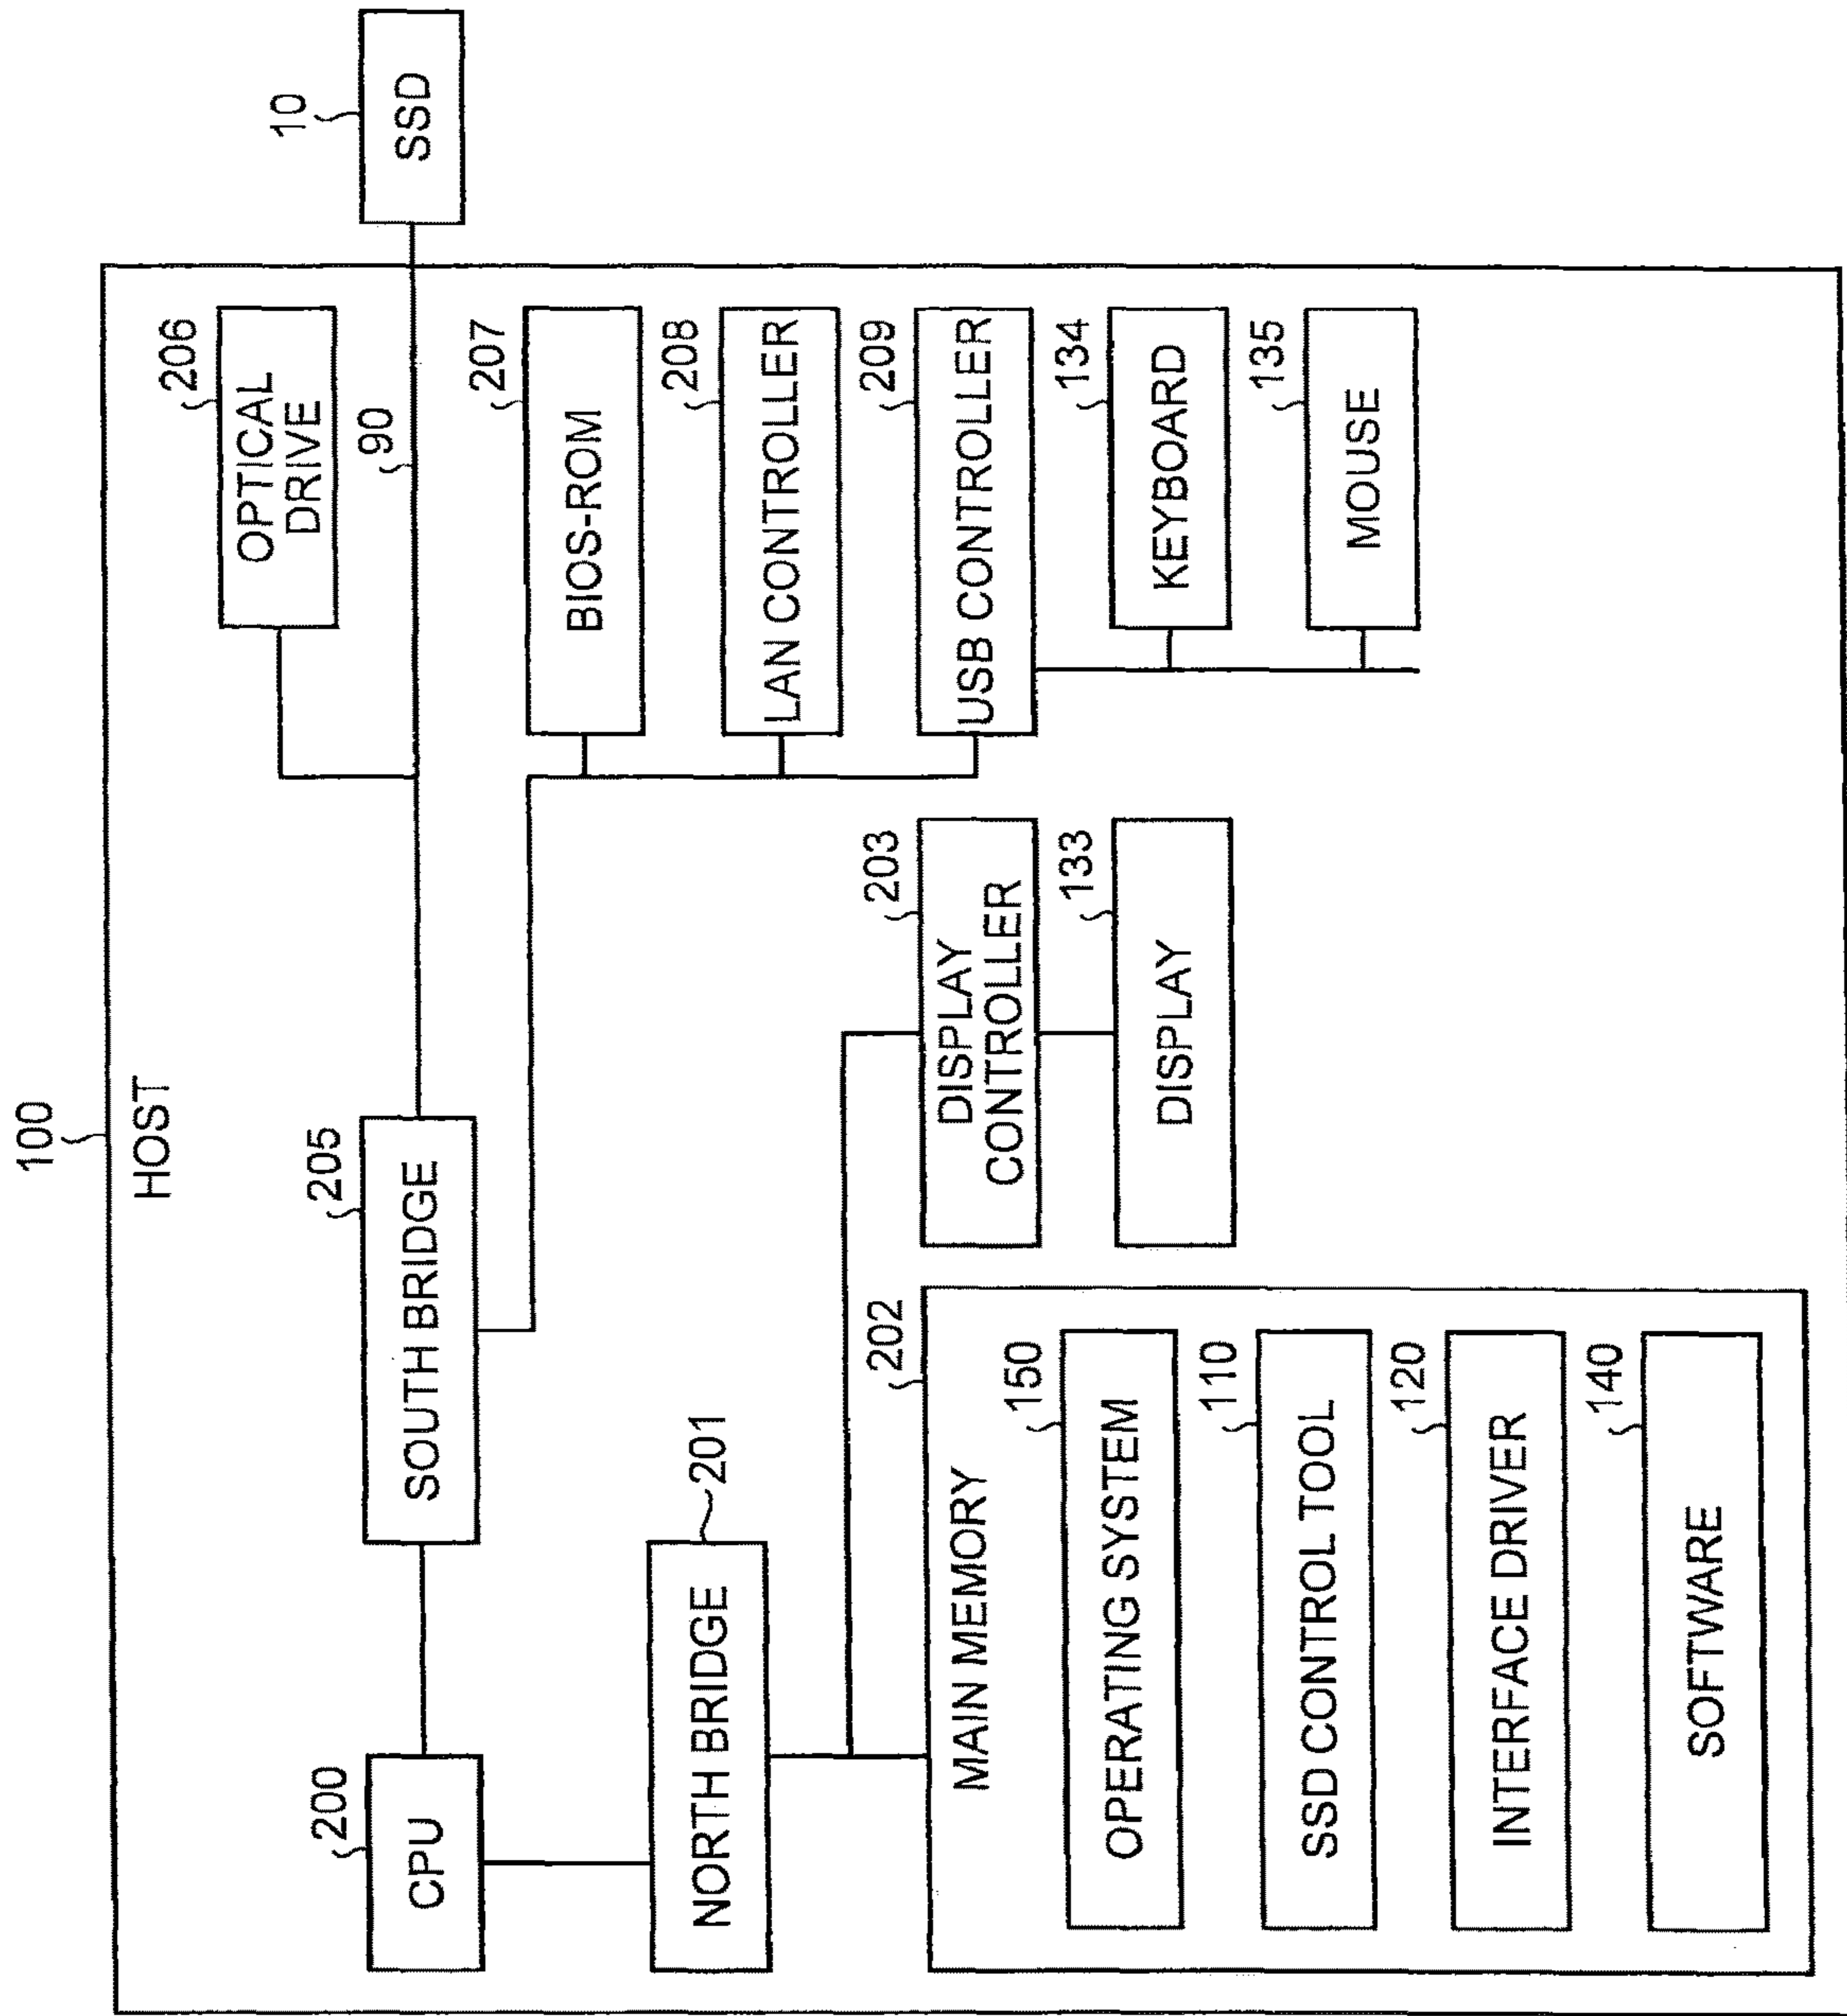 100
HOST
200
CPU
205
SOUTH BRIDGE
206
OPTICAL
DRIVE
90
10
SSD
201
NORTH BRIDGE
207
BIOS-ROM
208
LAN CONTROLLER
209
USB CONTROLLER
134
KEYBOARD
135
MOUSE
203
DISPLAY
CONTROLLER
133
DISPLAY
202
MAIN MEMORY
150
OPERATING SYSTEM
110
SSD CONTROL TOOL
120
INTERFACE DRIVER
140
SOFTWARE